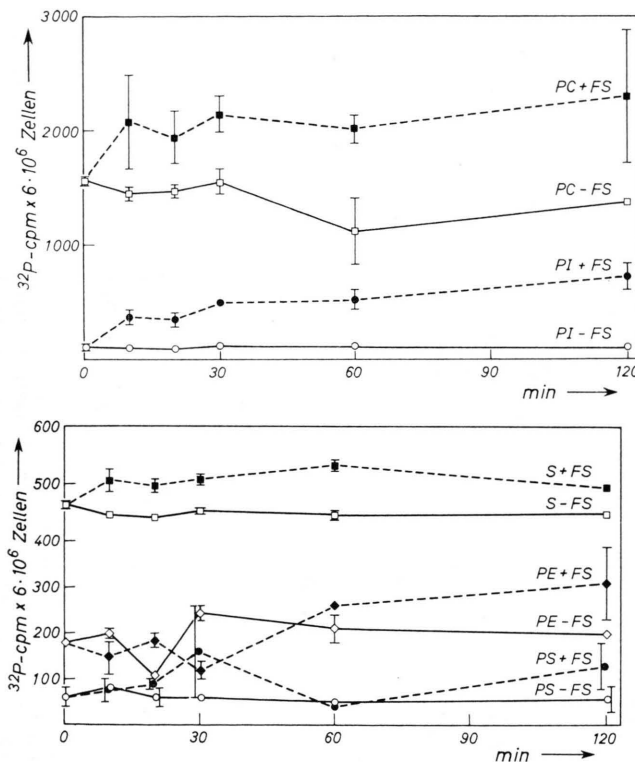 3000
2000
1000
³²P-cpm x 6·10⁶ Zellen
PC + FS
PC - FS
PI + FS
PI - FS
0 30 60 90 120
min
600
500
400
300
200
100
³²P-cpm x 6·10⁶ Zellen
S + FS
S - FS
PE + FS
PE - FS
PS + FS
PS - FS
0 30 60 90 120
min